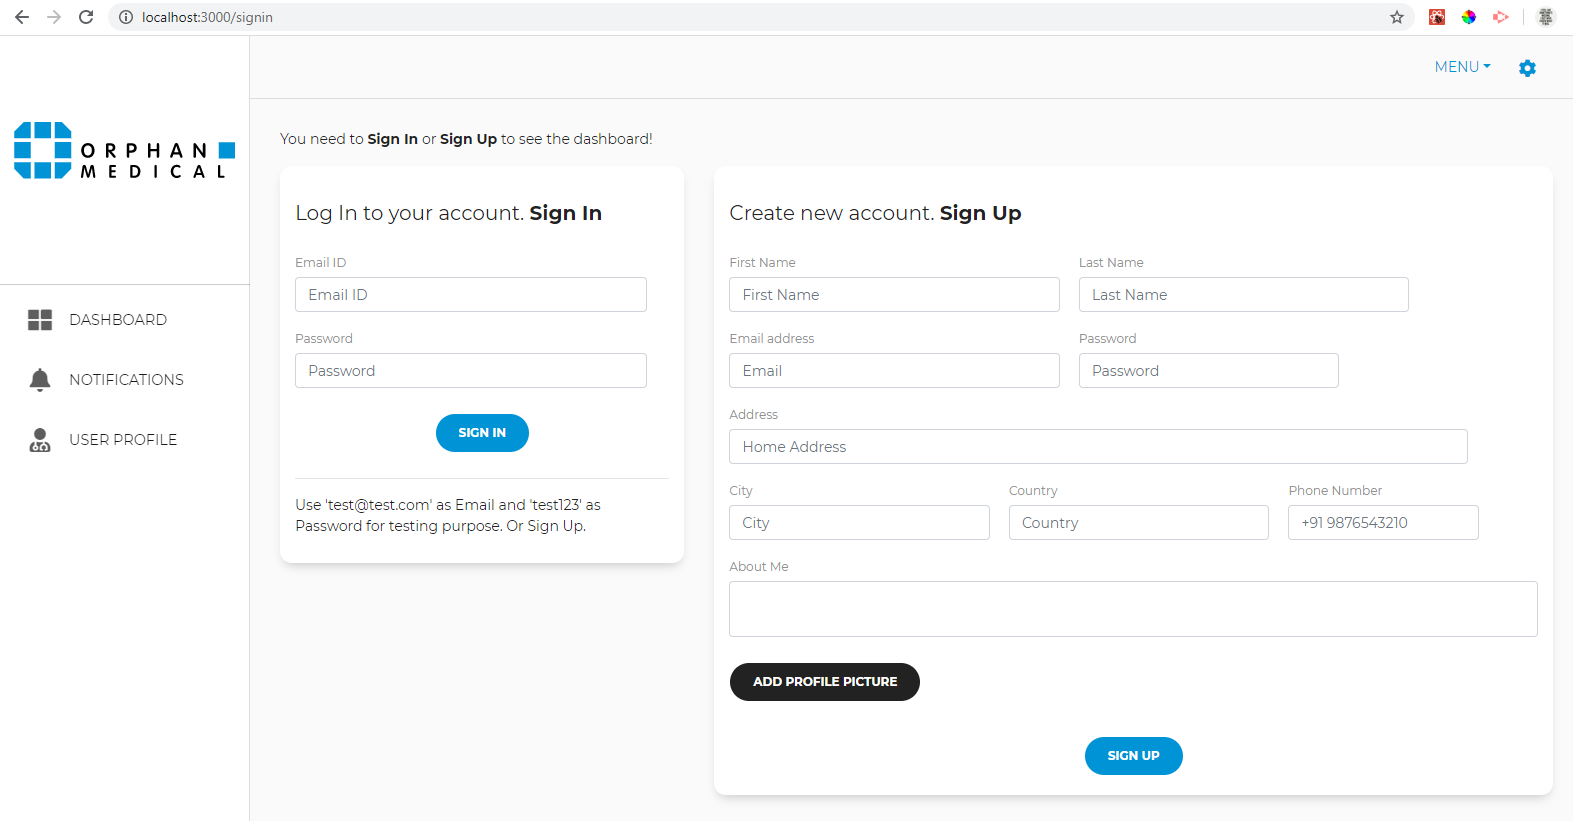 localhost:3000/signin
MENU
ORPHAN
MEDICAL
DASHBOARD
NOTIFICATIONS
USER PROFILE
You need to Sign In or Sign Up to see the dashboard!
Log In to your account. Sign In
Email ID
Email ID
Password
Password
SIGN IN
Use 'test@test.com' as Email and 'test123' as
Password for testing purpose. Or Sign Up.
Create new account. Sign Up
First Name Last Name
First Name Last Name
Email address Password
Email Password
Address
Home Address
City Country Phone Number
City Country +91 9876543210
About Me
ADD PROFILE PICTURE
SIGN UP